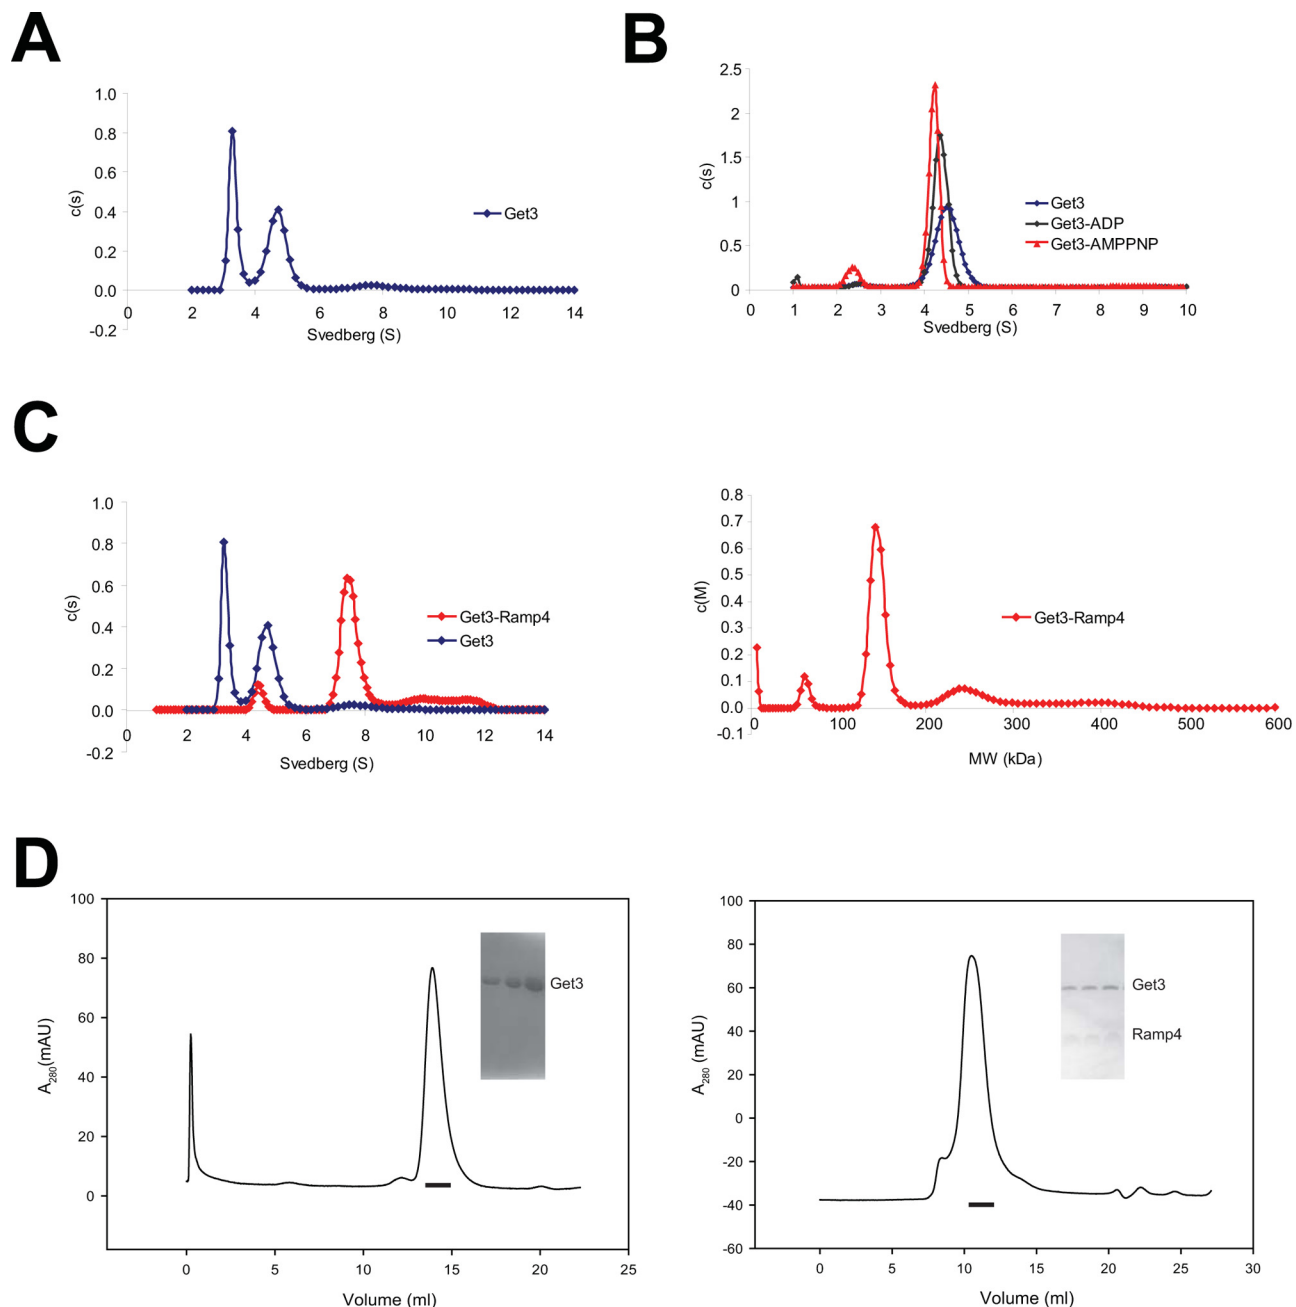 A
1.0
0.8
0.6
0.4
0.2
0.0
-0.2
c(s)
0 2 4 6 8 10 12 14
Svedberg (S)
Get3
B
2.5
2
1.5
1
0.5
0
c(s)
0 1 2 3 4 5 6 7 8 9 10
Svedberg (S)
Get3
Get3-ADP
Get3-AMPPNP
C
1.0
0.8
0.6
0.4
0.2
0.0
-0.2
c(s)
0 2 4 6 8 10 12 14
Svedberg (S)
Get3-Ramp4
Get3
0.8
0.7
0.6
0.5
0.4
0.3
0.2
0.1
0.0
-0.1
c(M)
0 100 200 300 400 500 600
MW (kDa)
Get3-Ramp4
D
100
80
60
40
20
0
A280(mAU)
0 5 10 15 20 25
Volume (ml)
Get3
100
80
60
40
20
0
-20
-40
-60
A280 (mAU)
0 5 10 15 20 25 30
Volume (ml)
Get3
Ramp4